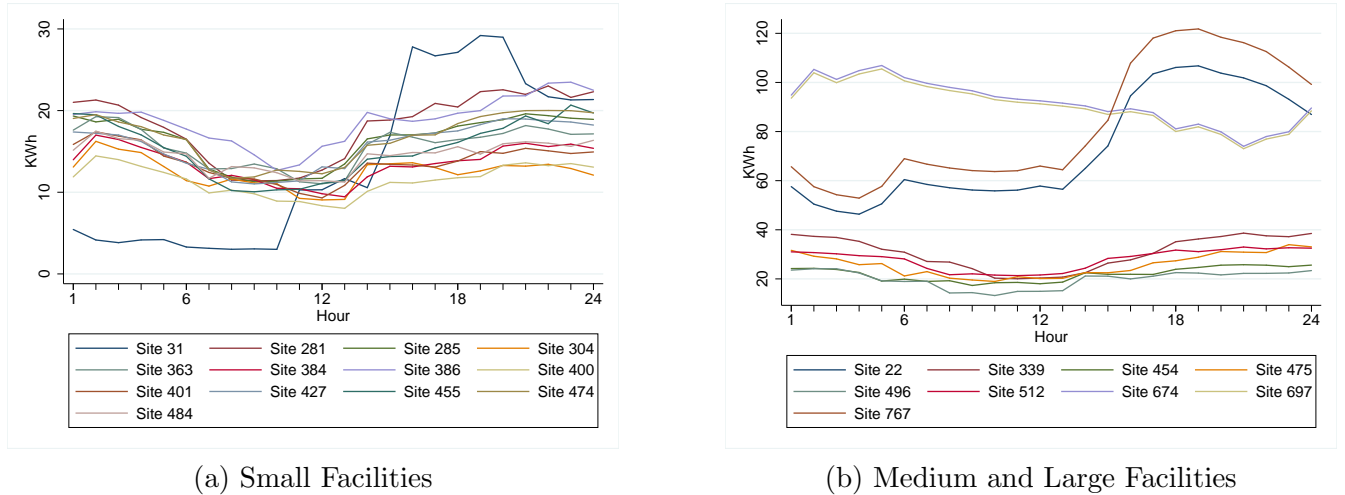 30
20
10
0
KWh
1 6 12 18 24
Hour
Site 31 Site 281 Site 285 Site 304
Site 363 Site 384 Site 386 Site 400
Site 401 Site 427 Site 455 Site 474
Site 484
(a) Small Facilities
120
100
80
60
40
20
KWh
1 6 12 18 24
Hour
Site 22 Site 339 Site 454 Site 475
Site 496 Site 512 Site 674 Site 697
Site 767
(b) Medium and Large Facilities